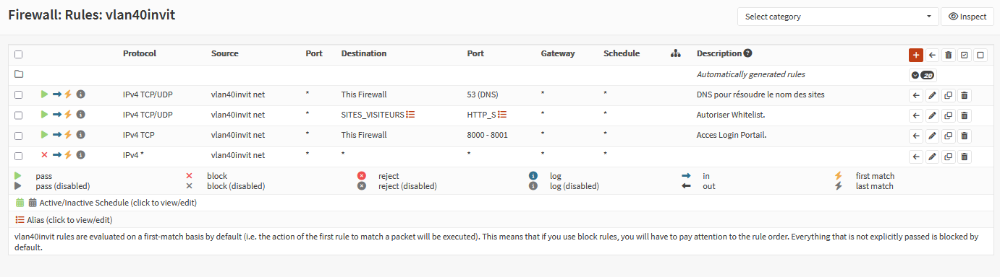 Firewall: Rules: vlan40invit
Select category
Inspect
Protocol Source Port Destination Port Gateway Schedule Description
Automatically generated rules 20
IPv4 TCP/UDP vlan40invit net * This Firewall 53 (DNS) * * DNS pour résoudre le nom des sites
IPv4 TCP/UDP vlan40invit net * SITES_VISITEURS HTTP_S * * Autoriser Whitelist.
IPv4 TCP vlan40invit net * This Firewall 8000 - 8001 * * Acces Login Portail.
IPv4 * vlan40invit net * * * * *
pass block reject log in first match
pass (disabled) block (disabled) reject (disabled) log (disabled) out last match
Active/Inactive Schedule (click to view/edit)
Alias (click to view/edit)
vlan40invit rules are evaluated on a first-match basis by default (i.e. the action of the first rule to match a packet will be executed). This means that if you use block rules, you will have to pay attention to the rule order. Everything that is not explicitly passed is blocked by
default.